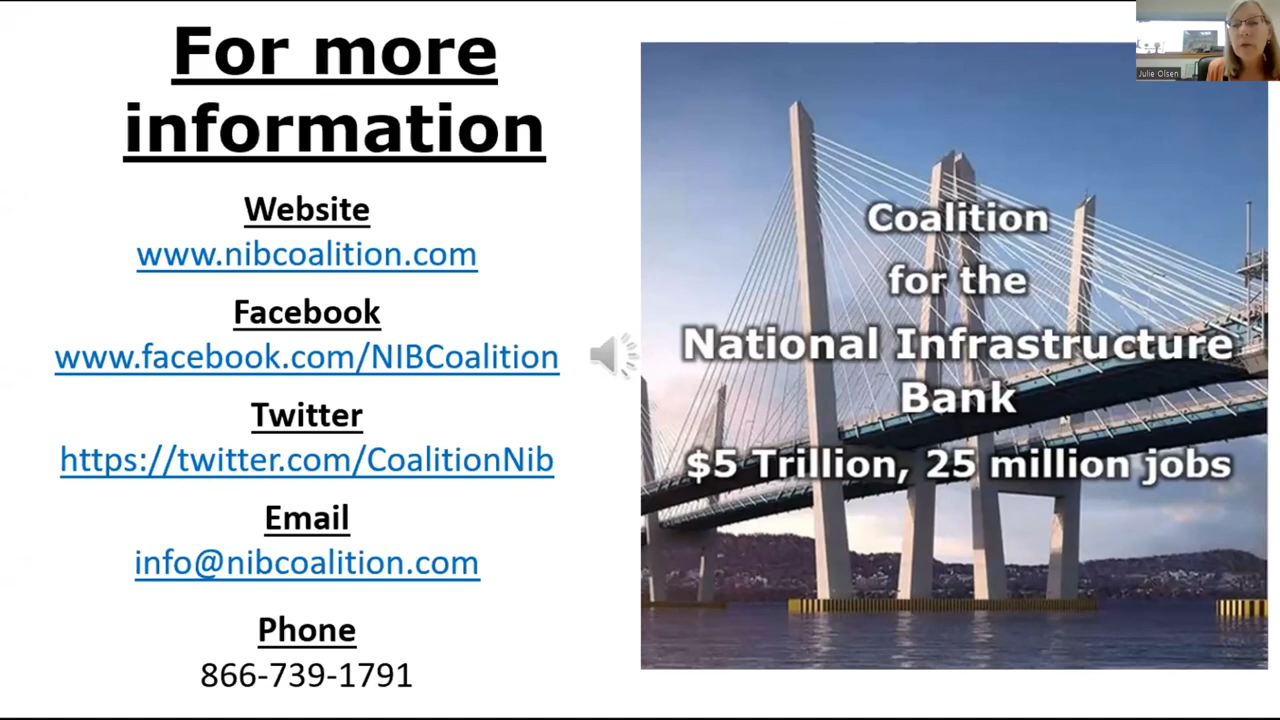 For more
information
Website
www.nibcoalition.com
Facebook
www.facebook.com/NIBCoalition
Twitter
https://twitter.com/CoalitionNib
Email
info@nibcoalition.com
Phone
866-739-1791
Coalition
for the
National Infrastructure
Bank
$5 Trillion, 25 million jobs
Julie Olsen